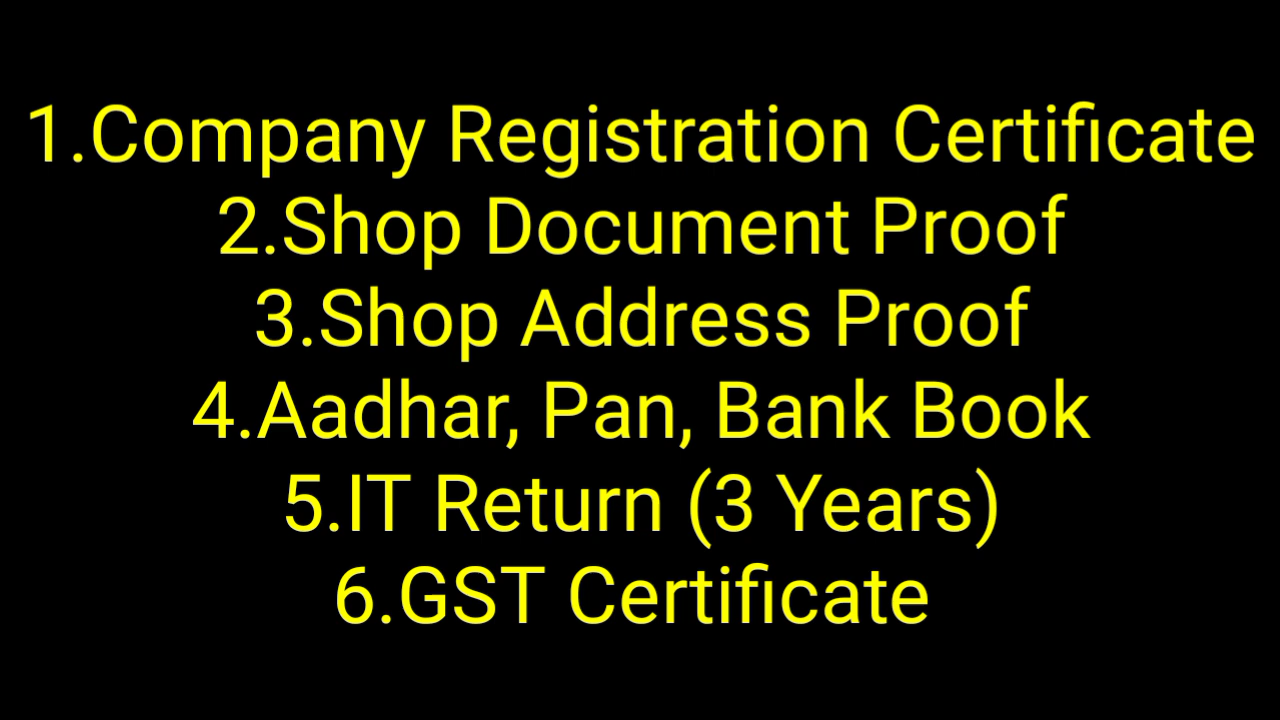 1.Company Registration Certificate
2.Shop Document Proof
3.Shop Address Proof
4.Aadhar, Pan, Bank Book
5.IT Return (3 Years)
6.GST Certificate